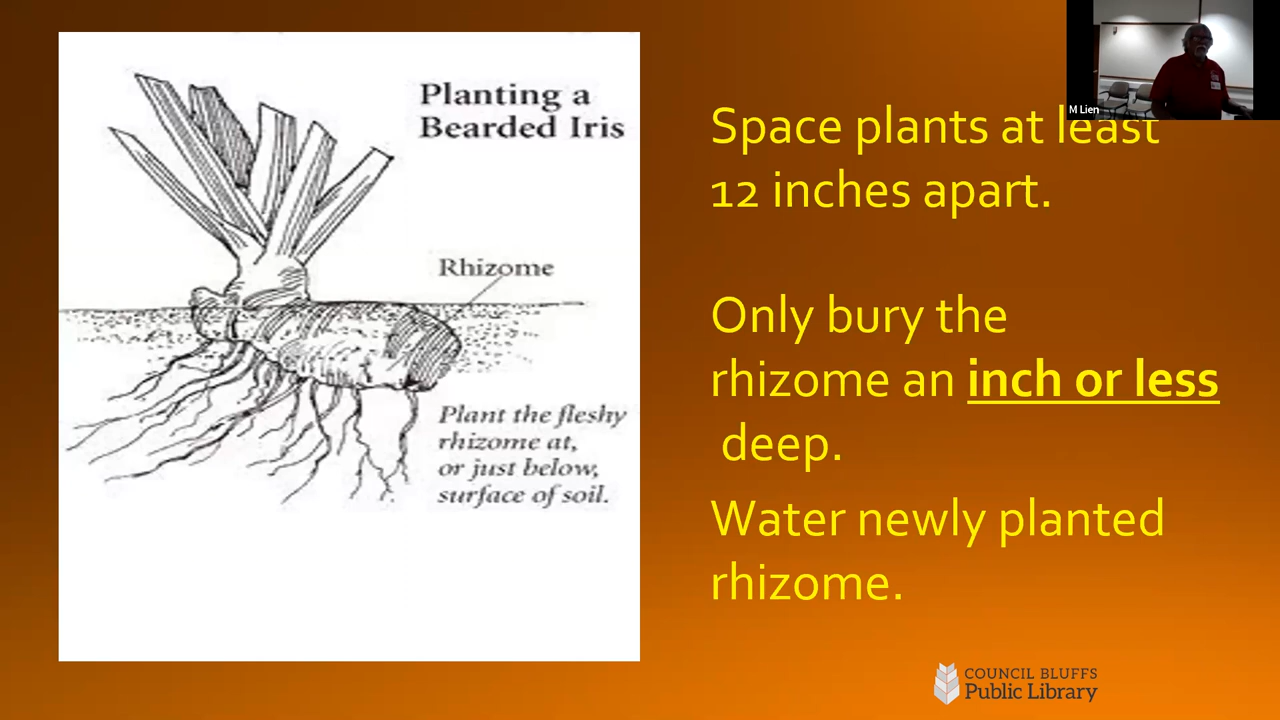 Planting a
Bearded Iris
Rhizome
Plant the fleshy
rhizome at,
or just below,
surface of soil.
M Lien
Space plants at least
12 inches apart.
Only bury the
rhizome an inch or less
deep.
Water newly planted
rhizome.
COUNCIL BLUFFS
Public Library